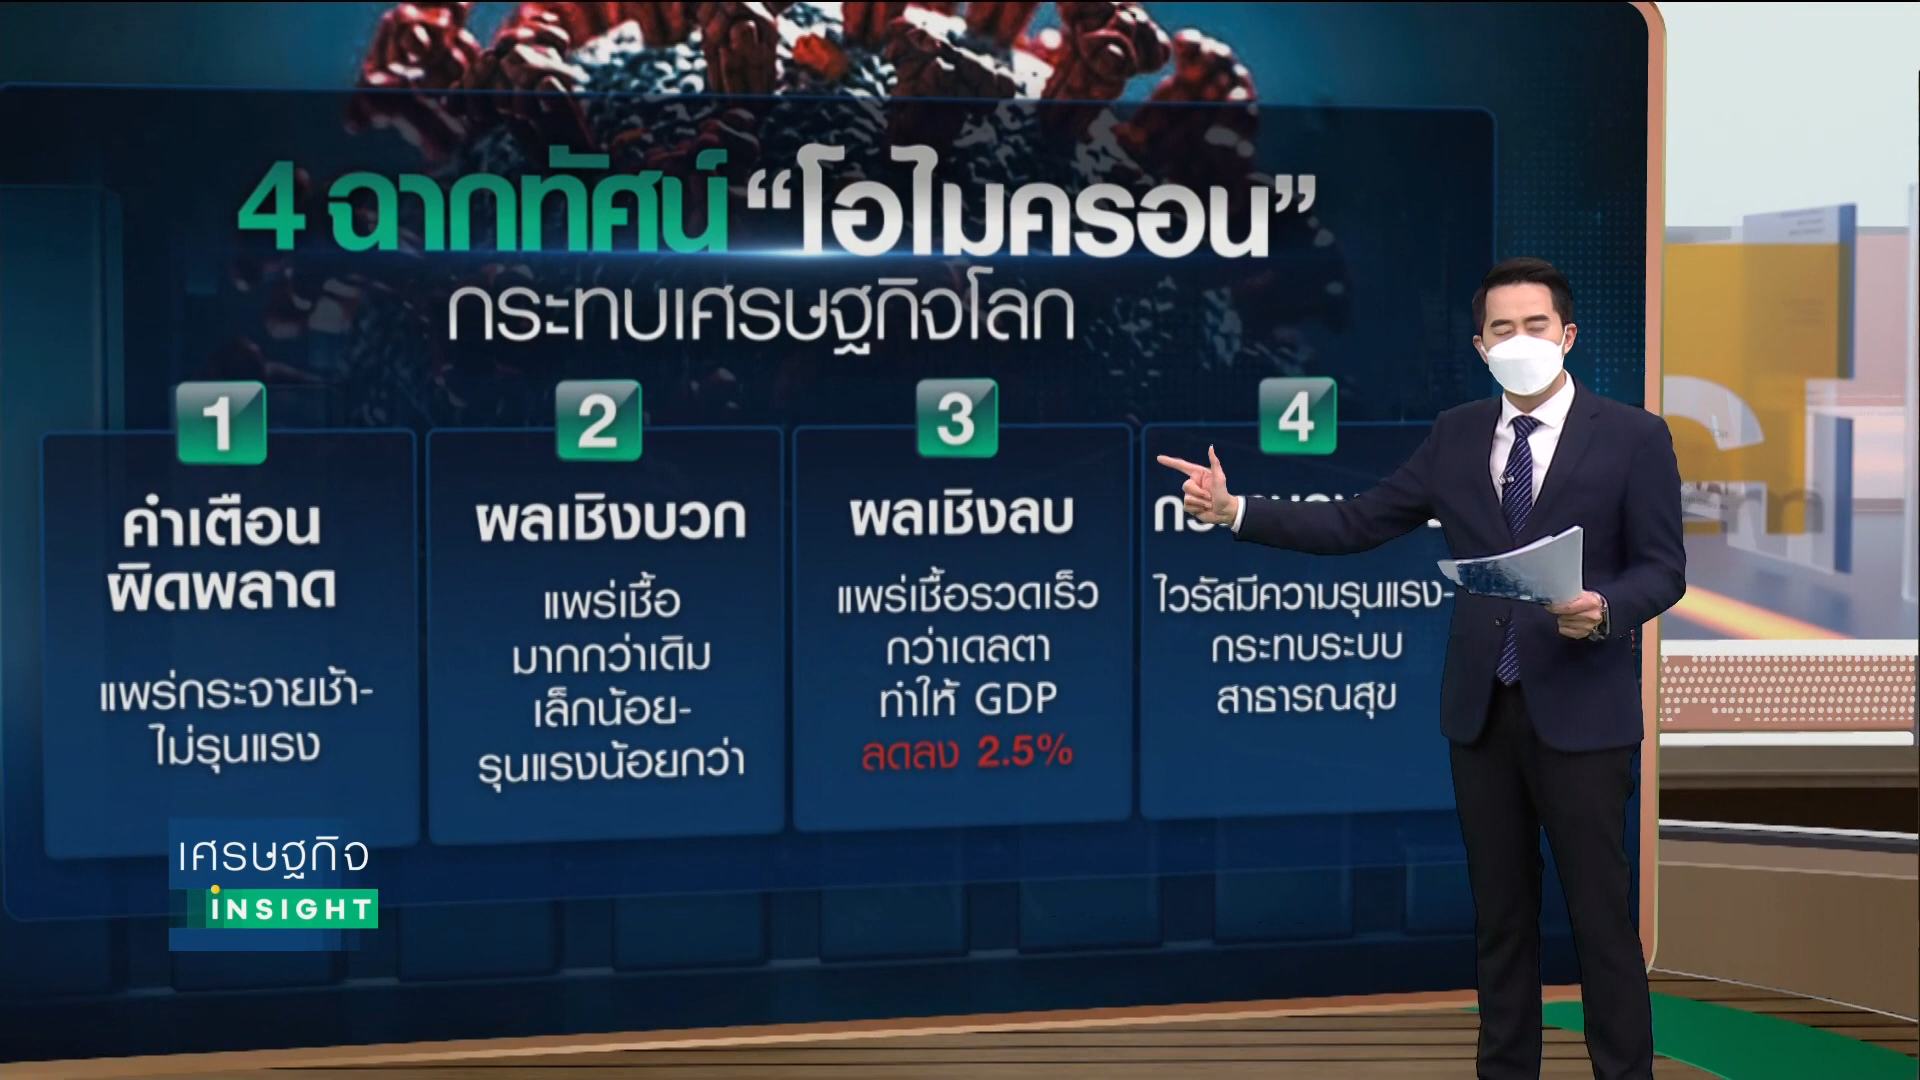 4 ฉากทัศน์ “โอไมครอน”
กระทบเศรษฐกิจโลก
1
คำเตือน
ผิดพลาด
แพร่กระจายช้า-
ไม่รุนแรง
2
ผลเชิงบวก
แพร่เชื้อ
มากกว่าเดิม
เล็กน้อย-
รุนแรงน้อยกว่า
3
ผลเชิงลบ
แพร่เชื้อรวดเร็ว
กว่าเดลตา
ทำให้ GDP
ลดลง 2.5%
4
ไวรัสมีความรุนแรง-
กระทบระบบ
สาธารณสุข
เศรษฐกิจ
INSIGHT